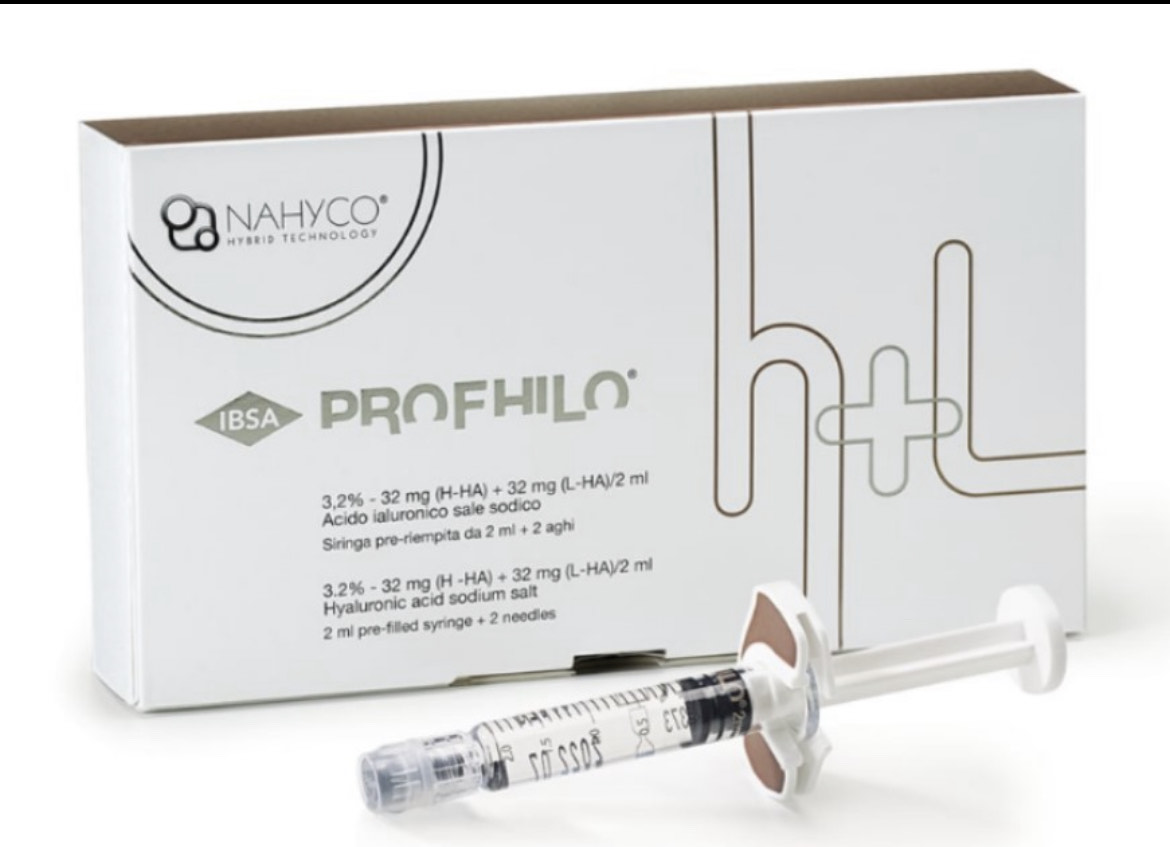 NAHYCO®
HYBRID TECHNOLOGY
IBSA PROFHILO®
3,2% - 32 mg (H-HA) + 32 mg (L-HA)/2 ml
Acido ialuronico sale sodico
Siringa pre-riempita da 2 ml + 2 aghi
3.2% - 32 mg (H -HA) + 32 mg (L-HA)/2 ml
Hyaluronic acid sodium salt
2 ml pre-filled syringe + 2 needles
h+L